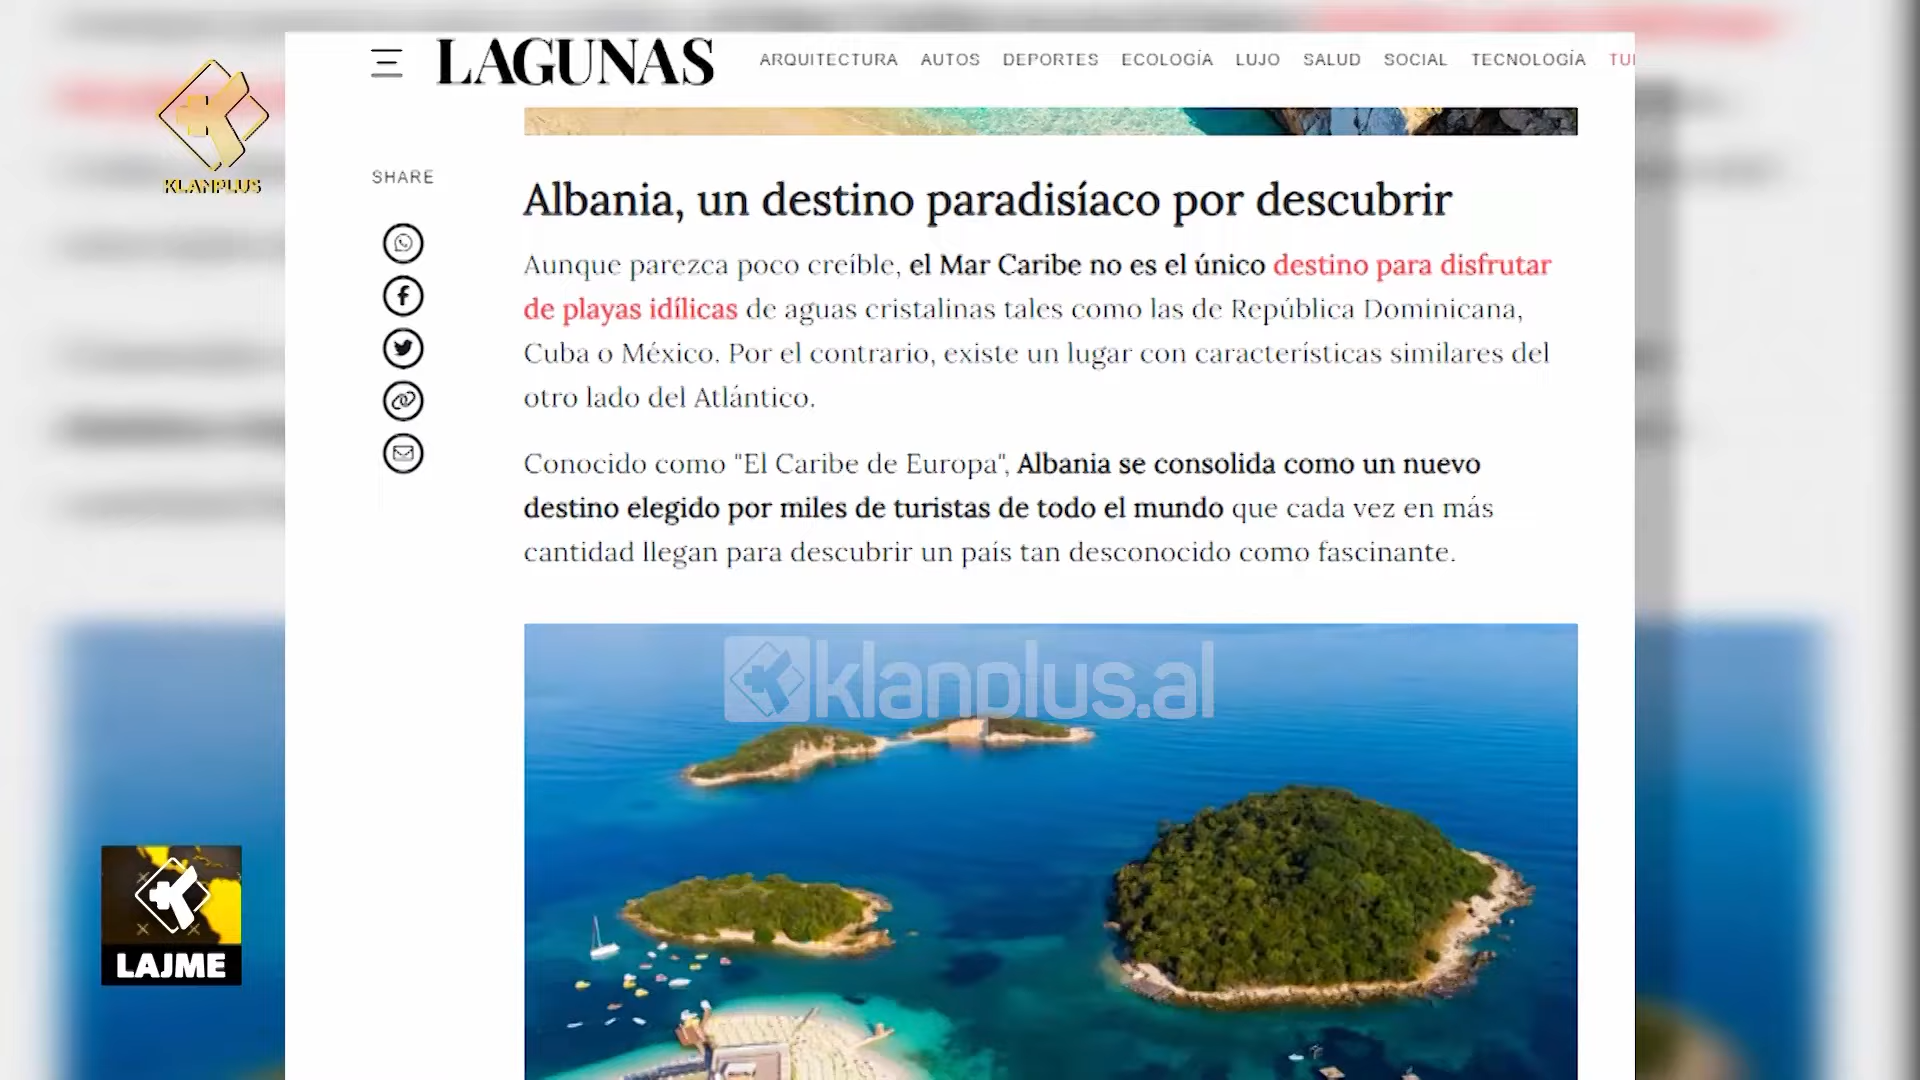 LAGUNAS
ARQUITECTURA AUTOS DEPORTES ECOLOGÍA LUJO SALUD SOCIAL TECNOLOGÍA TU
KLANPLUS
SHARE
Albania, un destino paradisíaco por descubrir
Aunque parezca poco creíble, el Mar Caribe no es el único destino para disfrutar
de playas idílicas de aguas cristalinas tales como las de República Dominicana,
Cuba o México. Por el contrario, existe un lugar con características similares del
otro lado del Atlántico.
Conocido como "El Caribe de Europa", Albania se consolida como un nuevo
destino elegido por miles de turistas de todo el mundo que cada vez en más
cantidad llegan para descubrir un país tan desconocido como fascinante.
klanplus.al
LAJME